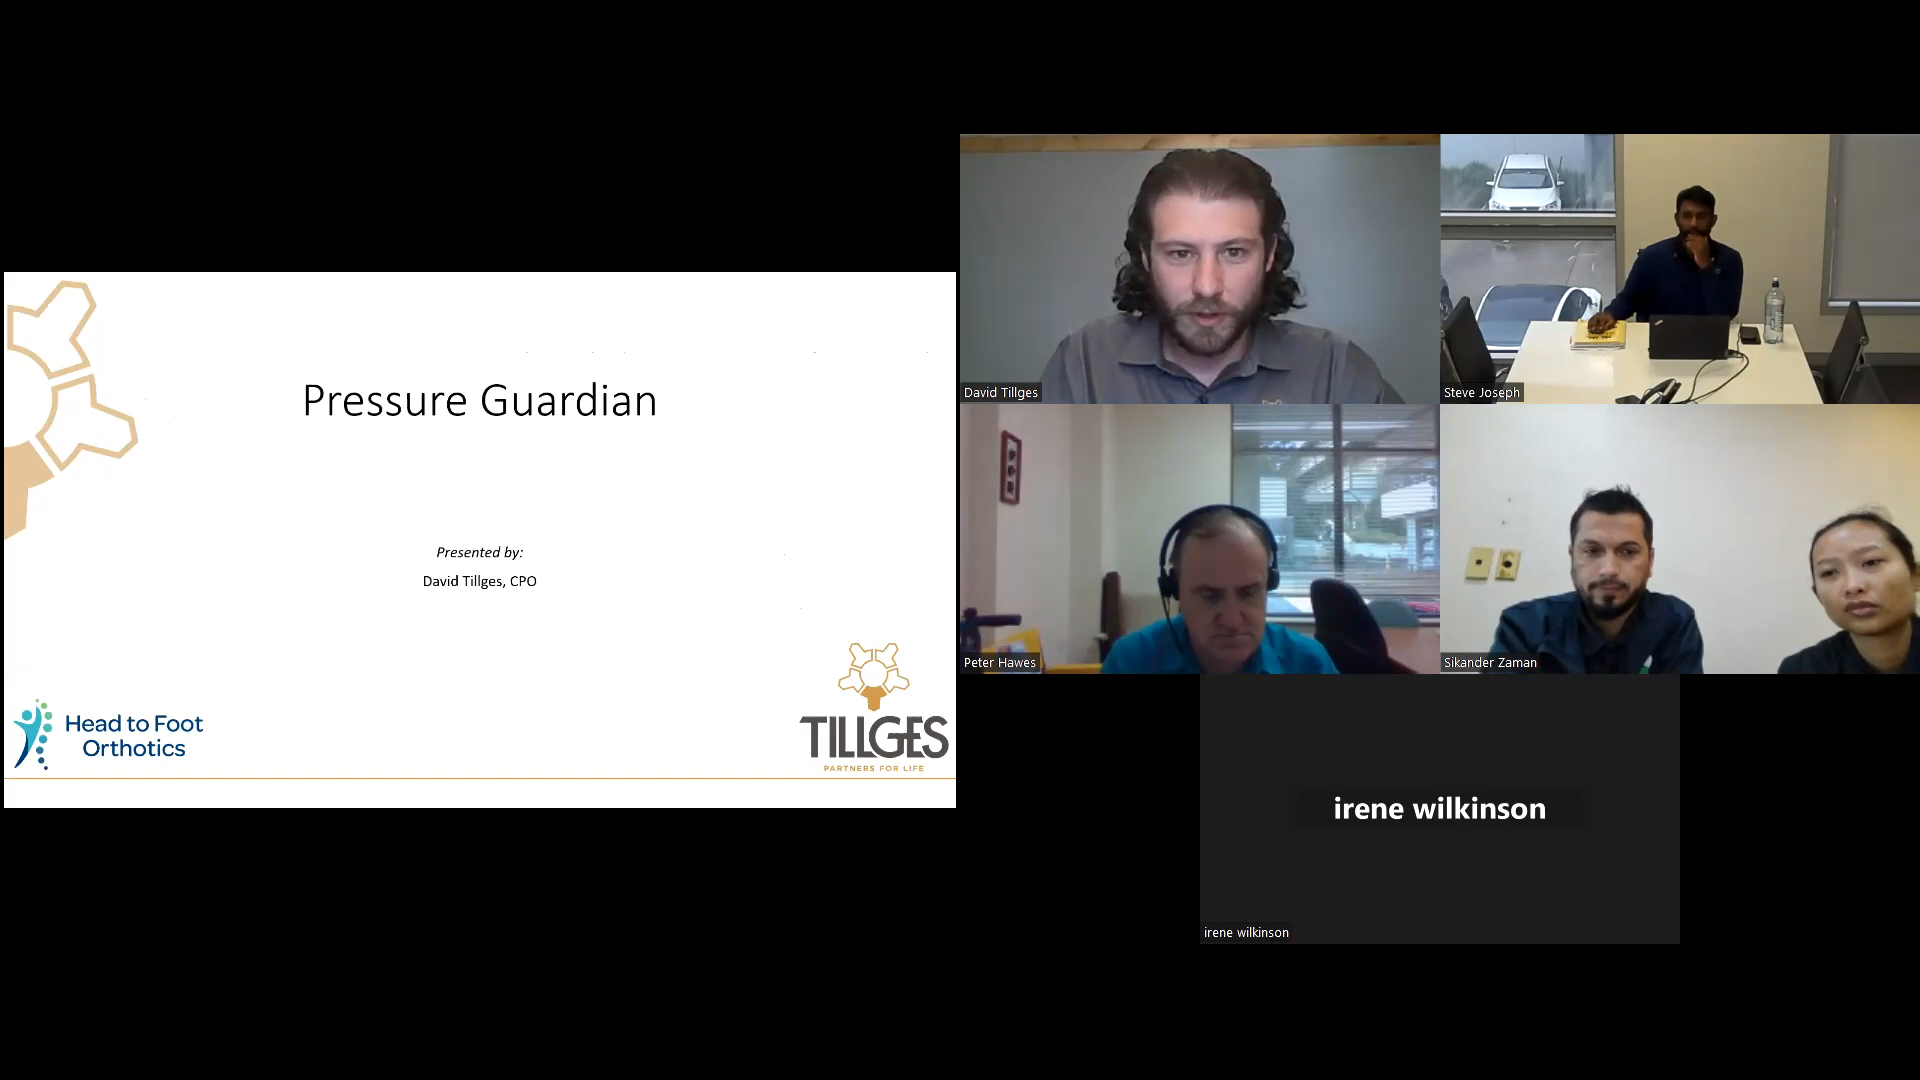 Pressure Guardian
Presented by:
David Tillges, CPO
Head to Foot
Orthotics
TILLGES
PARTNERS FOR LIFE
David Tillges
Steve Joseph
Peter Hawes
Sikander Zaman
irene wilkinson
irene wilkinson